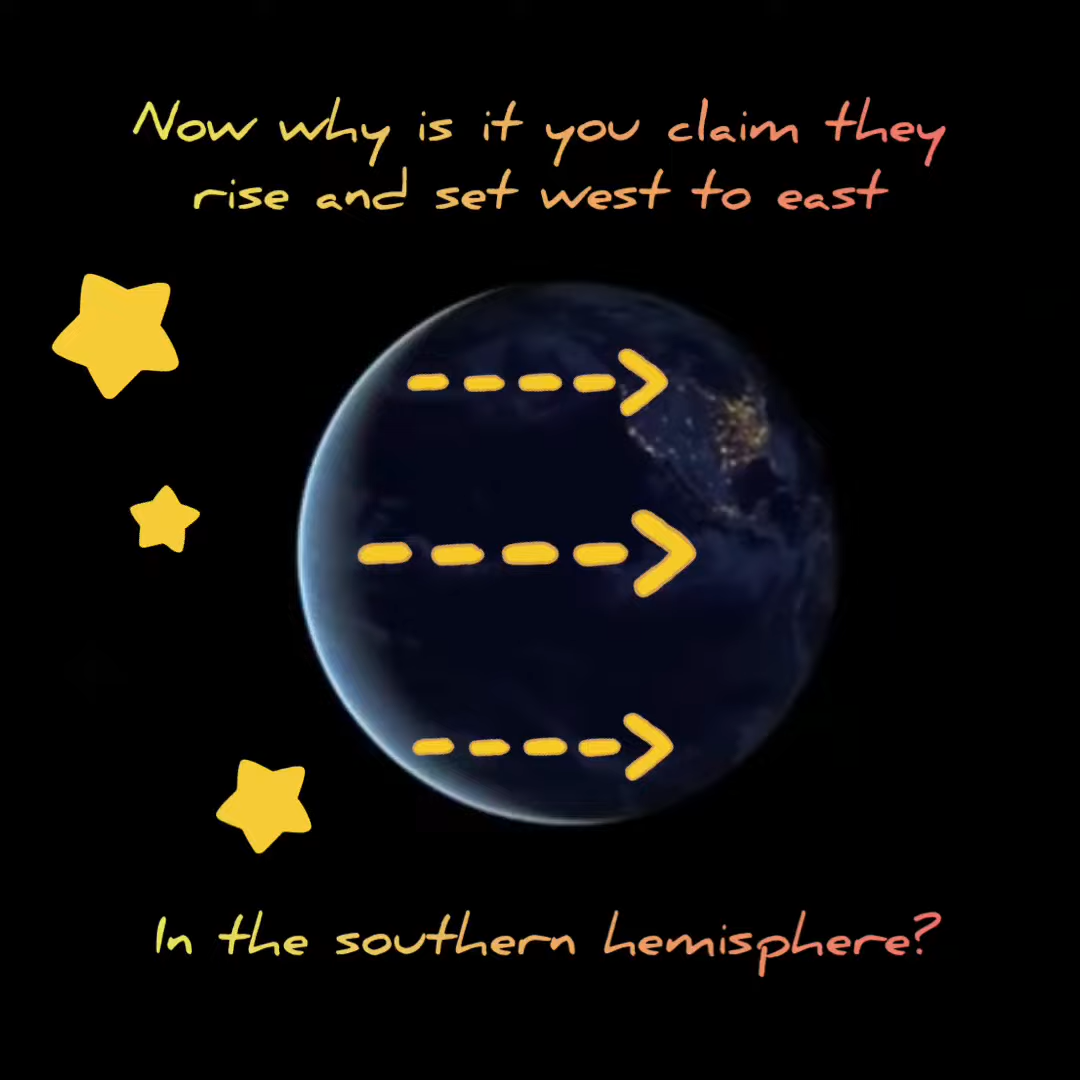 Now why is it you claim they
rise and set west to east
In the southern hemisphere?